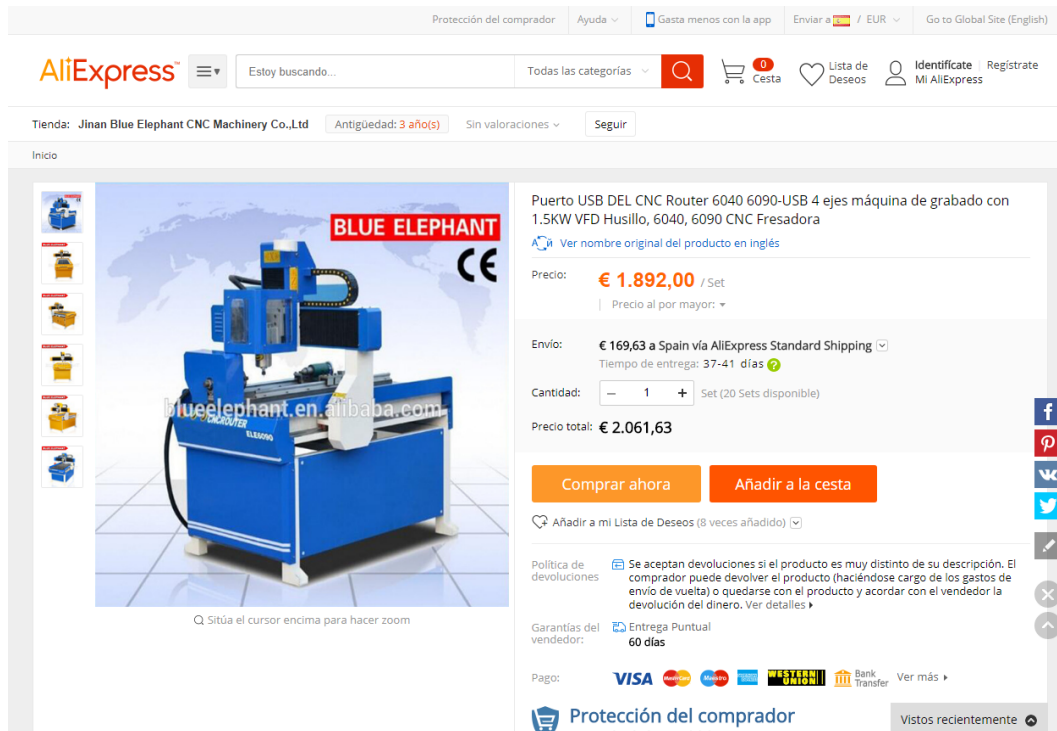 Protección del comprador
Ayuda
Gasta menos con la app
Enviar a / EUR
Go to Global Site (English)
AliExpress™
Estoy buscando...
Todas las categorías
0
Cesta
Lista de
Deseos
Identifícate
Regístrate
Mi AliExpress
Tienda: Jinan Blue Elephant CNC Machinery Co.,Ltd
Antigüedad: 3 año(s)
Sin valoraciones
Seguir
Inicio
BLUE ELEPHANT
CE
blueelephant.en.alibaba.com
CNCROUTER
ELE6090
Sitúa el cursor encima para hacer zoom
Puerto USB DEL CNC Router 6040 6090-USB 4 ejes máquina de grabado con
1.5KW VFD Husillo, 6040, 6090 CNC Fresadora
Ver nombre original del producto en inglés
Precio: € 1.892,00 / Set
Precio al por mayor:
Envío: € 169,63 a Spain vía AliExpress Standard Shipping
Tiempo de entrega: 37-41 días ?
Cantidad: – 1 + Set (20 Sets disponible)
Precio total: € 2.061,63
Comprar ahora
Añadir a la cesta
Añadir a mi Lista de Deseos (8 veces añadido)
Política de
devoluciones
Se aceptan devoluciones si el producto es muy distinto de su descripción. El
comprador puede devolver el producto (haciéndose cargo de los gastos de
envío de vuelta) o quedarse con el producto y acordar con el vendedor la
devolución del dinero. Ver detalles
Garantías del
vendedor:
Entrega Puntual
60 días
Pago:
VISA
MasterCard
Maestro
WESTERN
UNION
Bank
Transfer
Ver más
Protección del comprador
Vistos recientemente